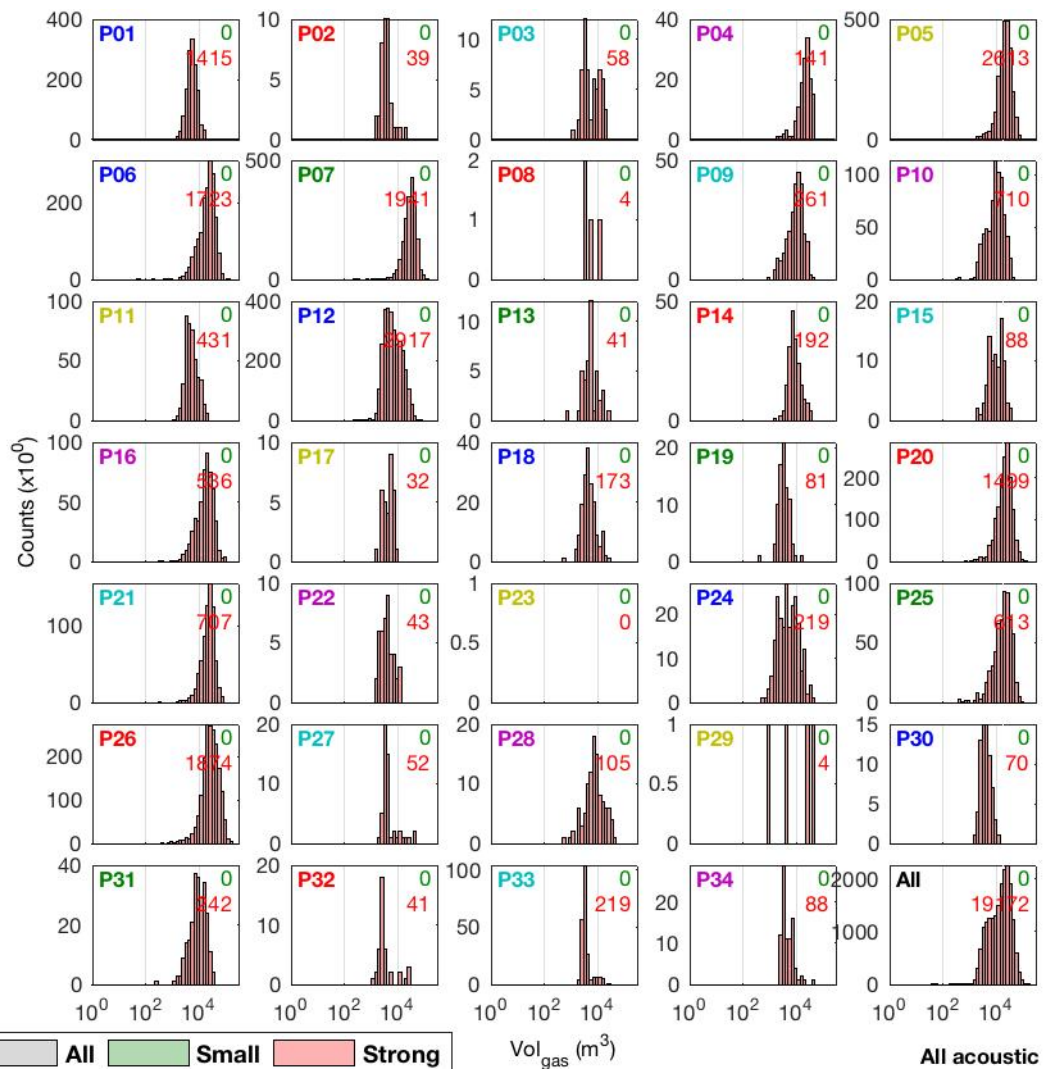 400 P01 0 10 P02 0 P03 0 40 P04 0 500 P05 0
1415 39 10 58 141 2613
200 5 5 20
0 0 0 0 0
P06 0 500 P07 0 2 P08 0 50 P09 0 P10 0
200 1723 1941 4 261 100 710
1 50
0 0 0 0 0
100 P11 0 400 P12 0 P13 0 50 P14 0 20 P15 0
431 2917 10 41 192 88
50 200 5 10
0 0 0 0 0
100 P16 0 10 P17 0 40 P18 0 20 P19 0 P20 0
536 32 173 81 200 1499
50 5 20 10 100
0 0 0 0 0
Counts (x10⁰)
P21 0 10 P22 0 1 P23 0 P24 0 100 P25 0
100 707 43 0 20 219 613
5 0.5 10 50
0 0 0 0 0
P26 0 20 P27 0 20 P28 0 1 P29 0 15 P30 0
200 1874 52 105 4 10 70
100 10 10 0.5 5
0 0 0 0 0
40 P31 0 20 P32 0 100 P33 0 P34 0 2000 All 0
242 41 219 20 88 19172
20 10 50 10 1000
0 0 0 0 0
10⁰ 10² 10⁴ 10⁰ 10² 10⁴ 10⁰ 10² 10⁴ 10⁰ 10² 10⁴ 10⁰ 10² 10⁴
Vol_gas (m³)
All Small Strong
All acoustic